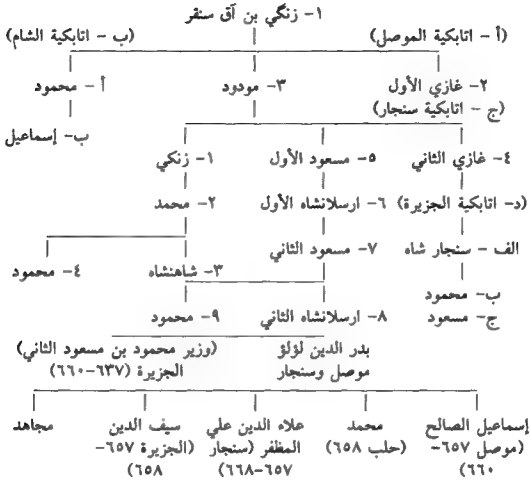 ١- زنكي بن آق سنقر
(أ - اتابكية الموصل) (ب - اتابكية الشام)
٢- غازي الأول ٣- مودود أ - محمود
(ج - اتابكية سنجار)
ب- إسماعيل
٤- غازي الثاني ٥- مسعود الأول ١- زنكي
(د- اتابكية الجزيرة) ٦- ارسلانشاه الأول ٢- محمد
الف - سنجار شاه ٧- مسعود الثاني ٣- شاهنشاه ٤- محمود
ب- محمود
ج- مسعود ٨- ارسلانشاه الثاني ٩- محمود
بدر الدين لؤلؤ (وزير محمود بن مسعود الثاني)
موصل وسنجار الجزيرة (٦٣٧-٦٦٠)
إسماعيل الصالح محمد علاء الدين علي سيف الدين مجاهد
(موصل ٦٥٧- (حلب ٦٥٨) المظفر (سنجار (الجزيرة ٦٥٧-
٦٦٠) ٦٥٧-٦٦٨) ٦٥٨)